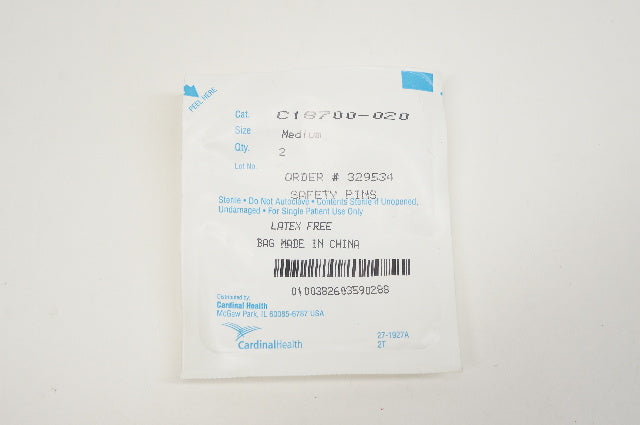 PEEL HERE
Cat. C18700-020
Size Medium
Qty. 2
Lot No.
ORDER # 329534
SAFETY PINS
Sterile • Do Not Autoclave • Contents Sterile if Unopened,
Undamaged • For Single Patient Use Only
LATEX FREE
BAG MADE IN CHINA
0100382683590288
Distributed by:
Cardinal Health
McGaw Park, IL 60085-6787 USA
CardinalHealth
27-1927A
2T